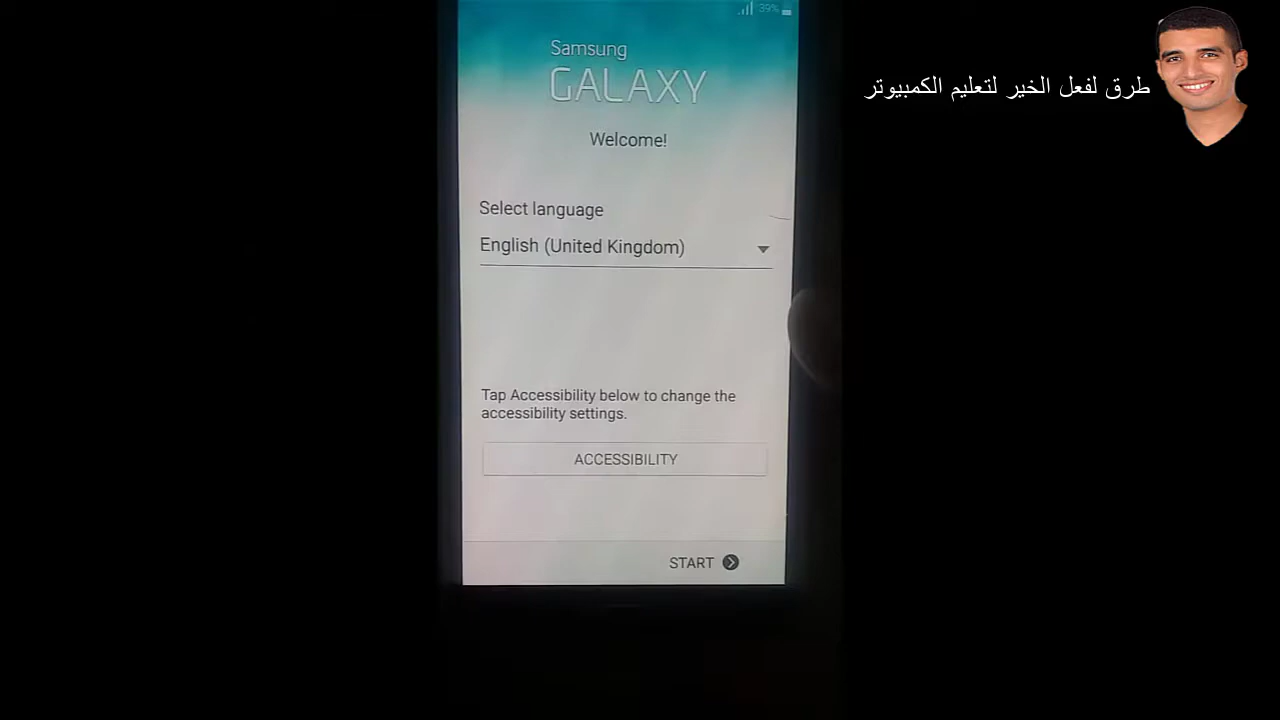 39%
Samsung
GALAXY
Welcome!
Select language
English (United Kingdom)
Tap Accessibility below to change the
accessibility settings.
ACCESSIBILITY
START
طرق لفعل الخير لتعليم الكمبيوتر